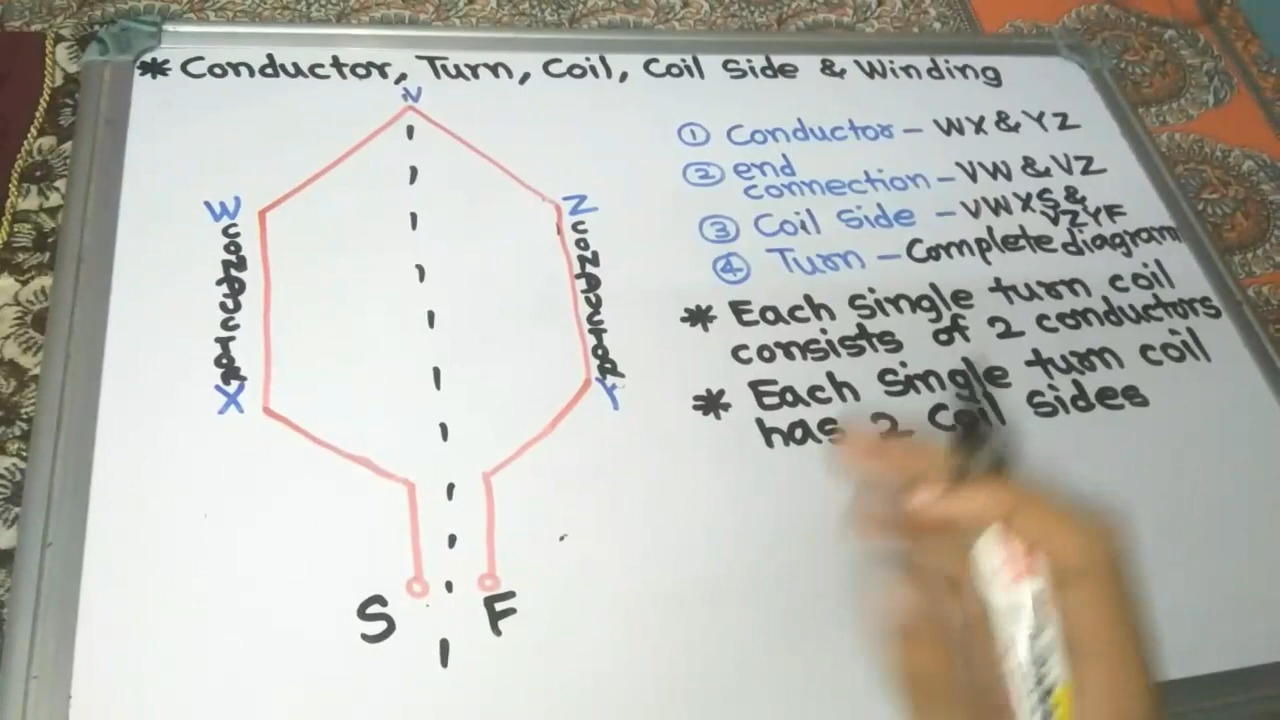 * Conductor, Turn, Coil, Coil Side & Winding
V
W
Z
CONDUCTOR
CONDUCTOR
X
Y
S
F
① Conductor – WX & YZ
② end
connection – VW & VZ
③ Coil Side – VWXS &
VZYF
④ Turn – Complete diagram
* Each single turn coil
consists of 2 conductors
* Each single turn coil
has 2 coil sides